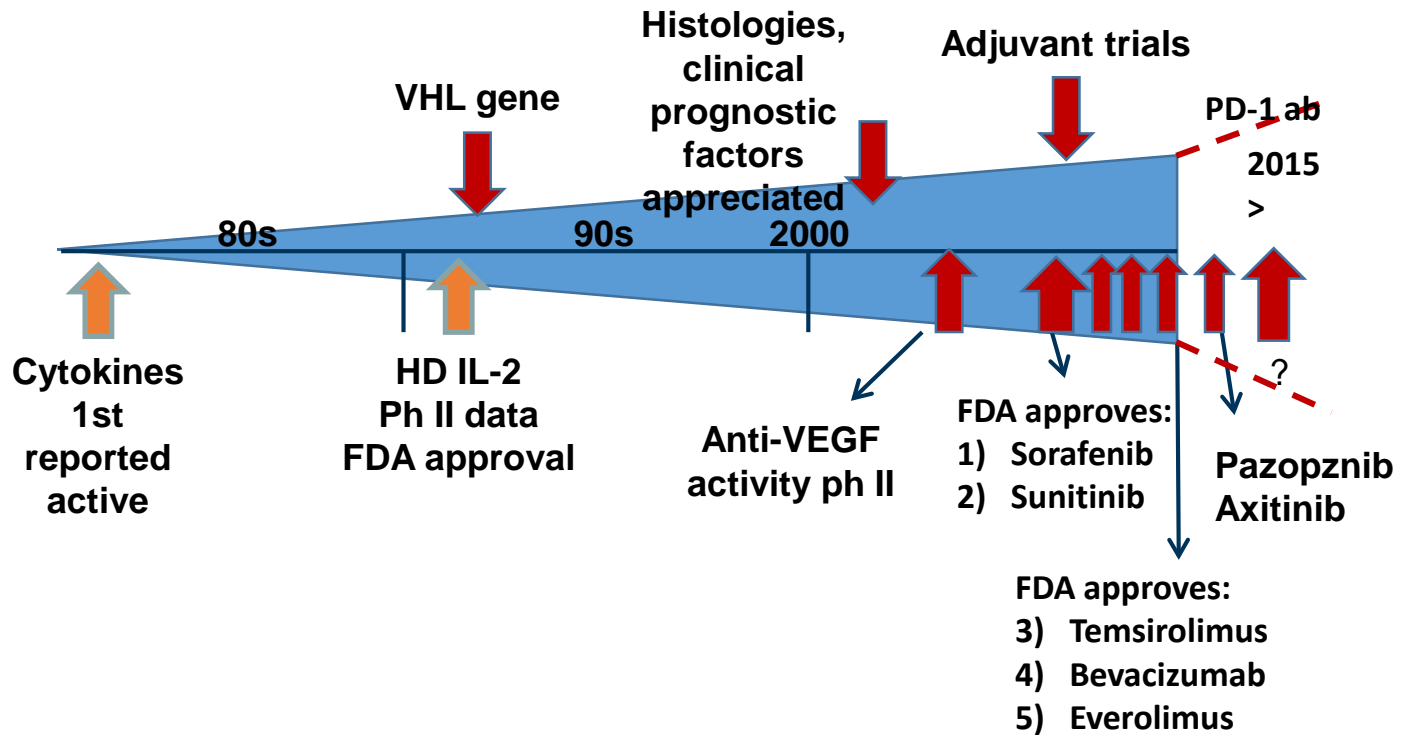 Histologies,
clinical
prognostic
factors
appreciated
Adjuvant trials
VHL gene
PD-1 ab
2015
>
80s
90s
2000
Cytokines
1st
reported
active
HD IL-2
Ph II data
FDA approval
Anti-VEGF
activity ph II
FDA approves:
1) Sorafenib
2) Sunitinib
?
Pazopznib
Axitinib
FDA approves:
3) Temsirolimus
4) Bevacizumab
5) Everolimus